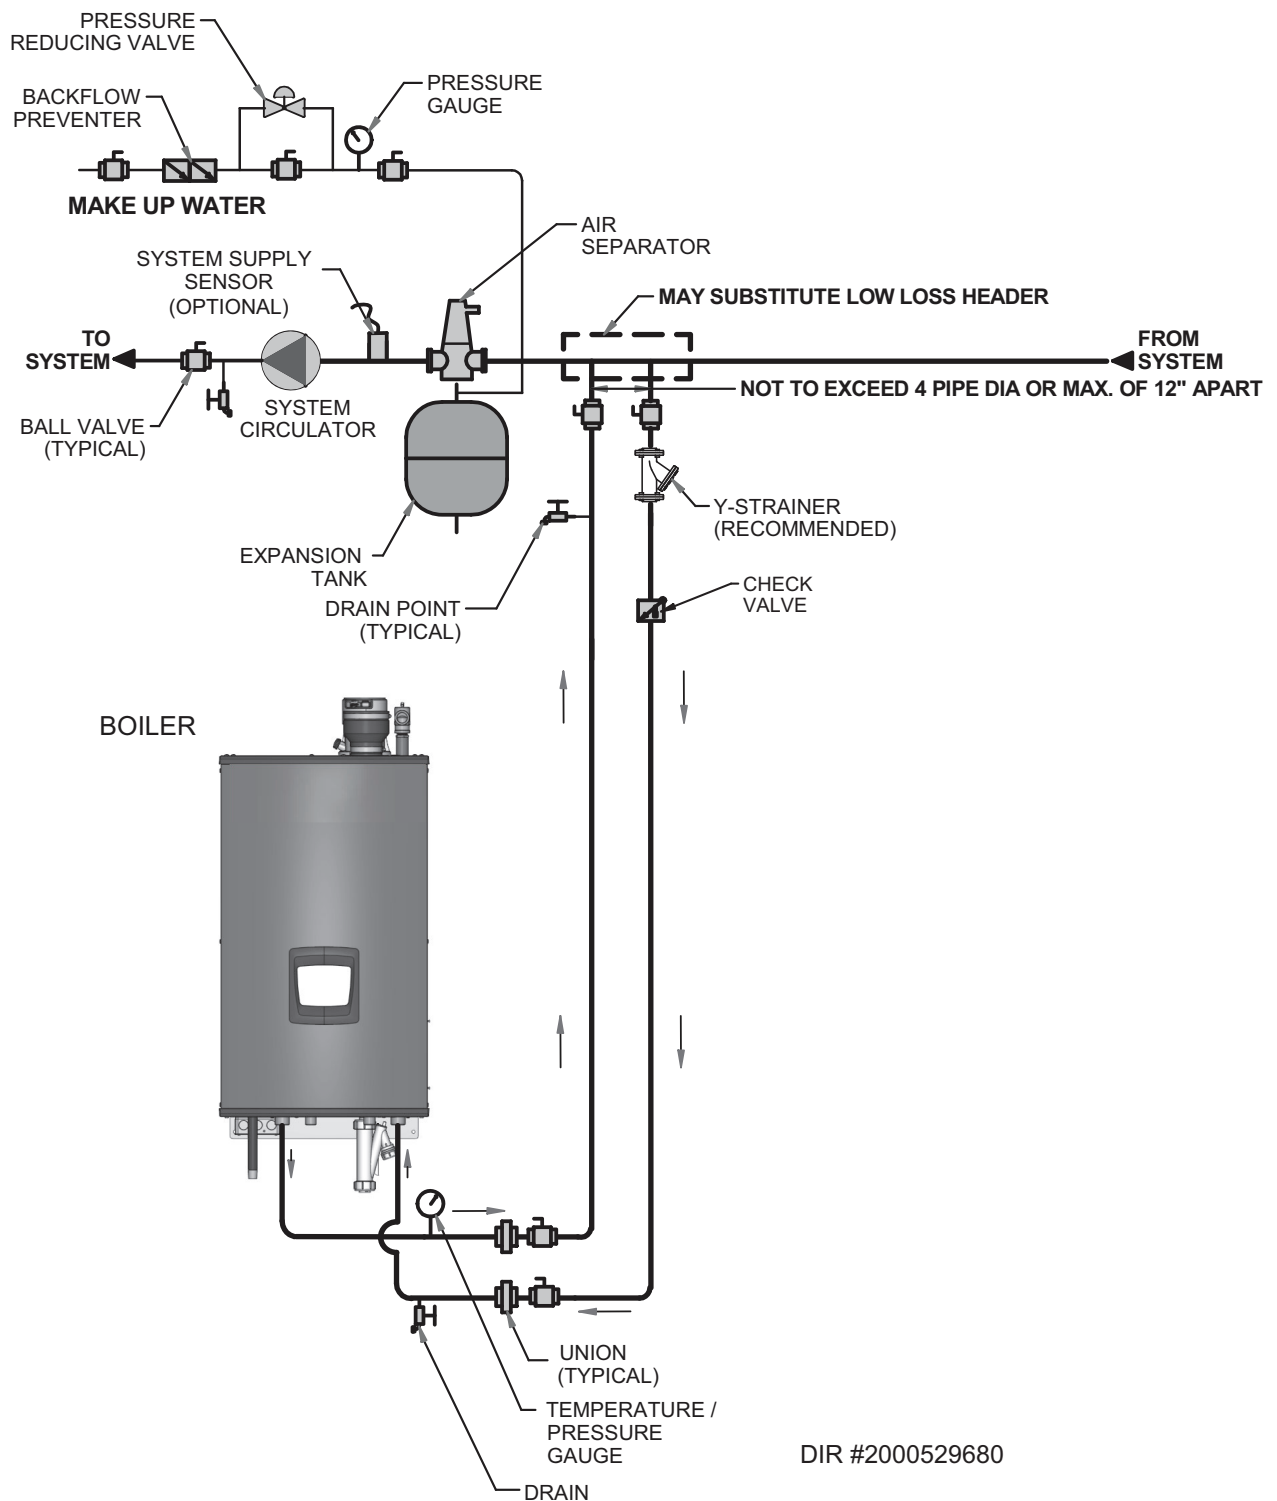 PRESSURE
REDUCING VALVE
PRESSURE
GAUGE
BACKFLOW
PREVENTER
MAKE UP WATER
AIR
SEPARATOR
SYSTEM SUPPLY
SENSOR
(OPTIONAL)
MAY SUBSTITUTE LOW LOSS HEADER
TO
SYSTEM
FROM
SYSTEM
NOT TO EXCEED 4 PIPE DIA OR MAX. OF 12" APART
BALL VALVE
(TYPICAL)
SYSTEM
CIRCULATOR
Y-STRAINER
(RECOMMENDED)
EXPANSION
TANK
DRAIN POINT
(TYPICAL)
CHECK
VALVE
BOILER
UNION
(TYPICAL)
TEMPERATURE /
PRESSURE
GAUGE
DIR #2000529680
DRAIN